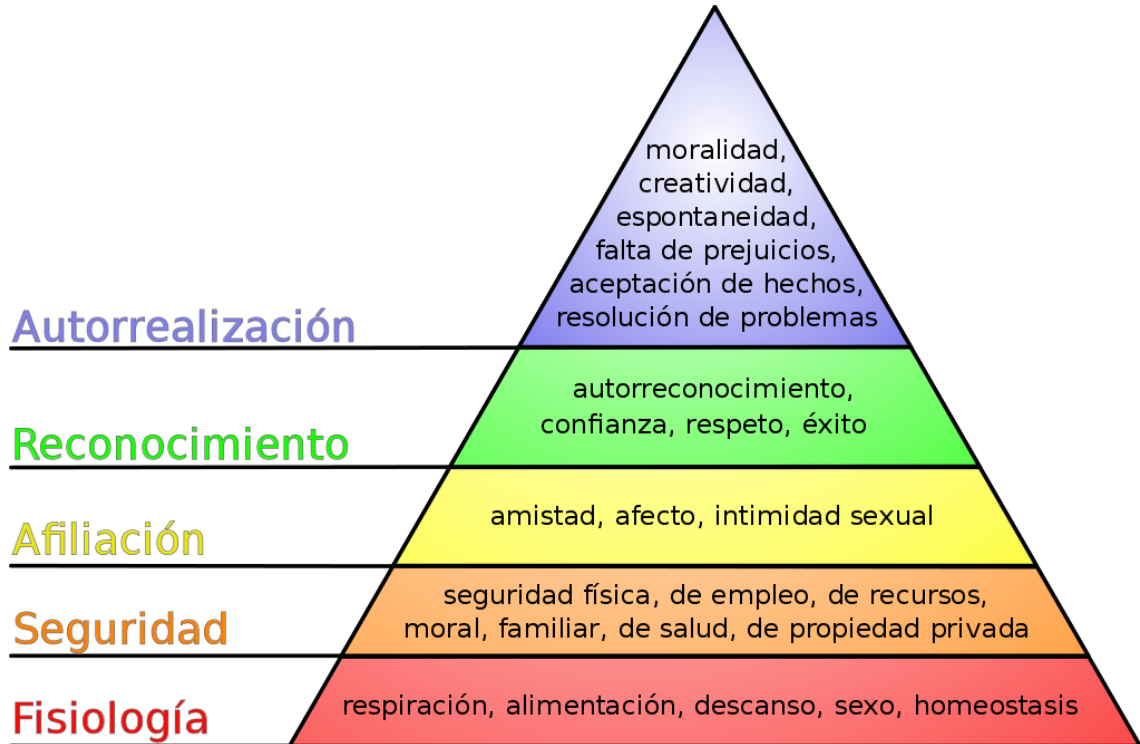 moralidad,
creatividad,
espontaneidad,
falta de prejuicios,
aceptación de hechos,
resolución de problemas
Autorrealización
autorreconocimiento,
confianza, respeto, éxito
Reconocimiento
amistad, afecto, intimidad sexual
Afiliación
seguridad física, de empleo, de recursos,
moral, familiar, de salud, de propiedad privada
Seguridad
respiración, alimentación, descanso, sexo, homeostasis
Fisiología